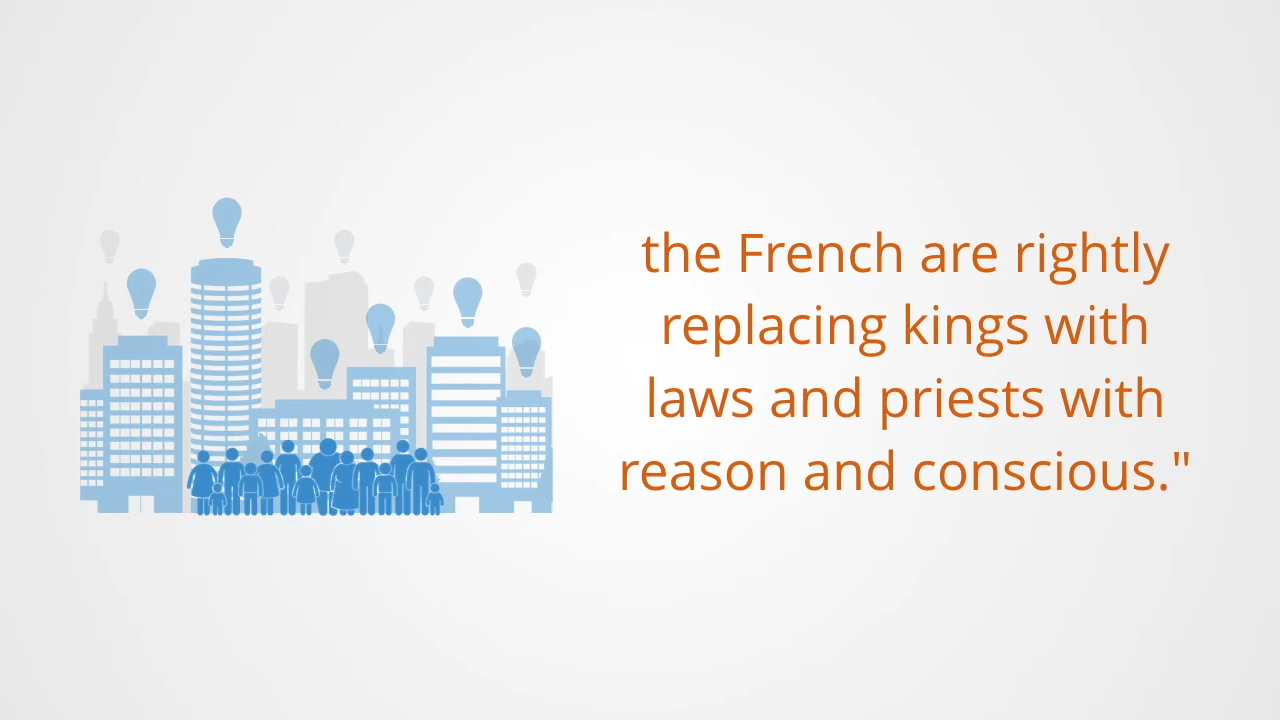 the French are rightly
replacing kings with
laws and priests with
reason and conscious."